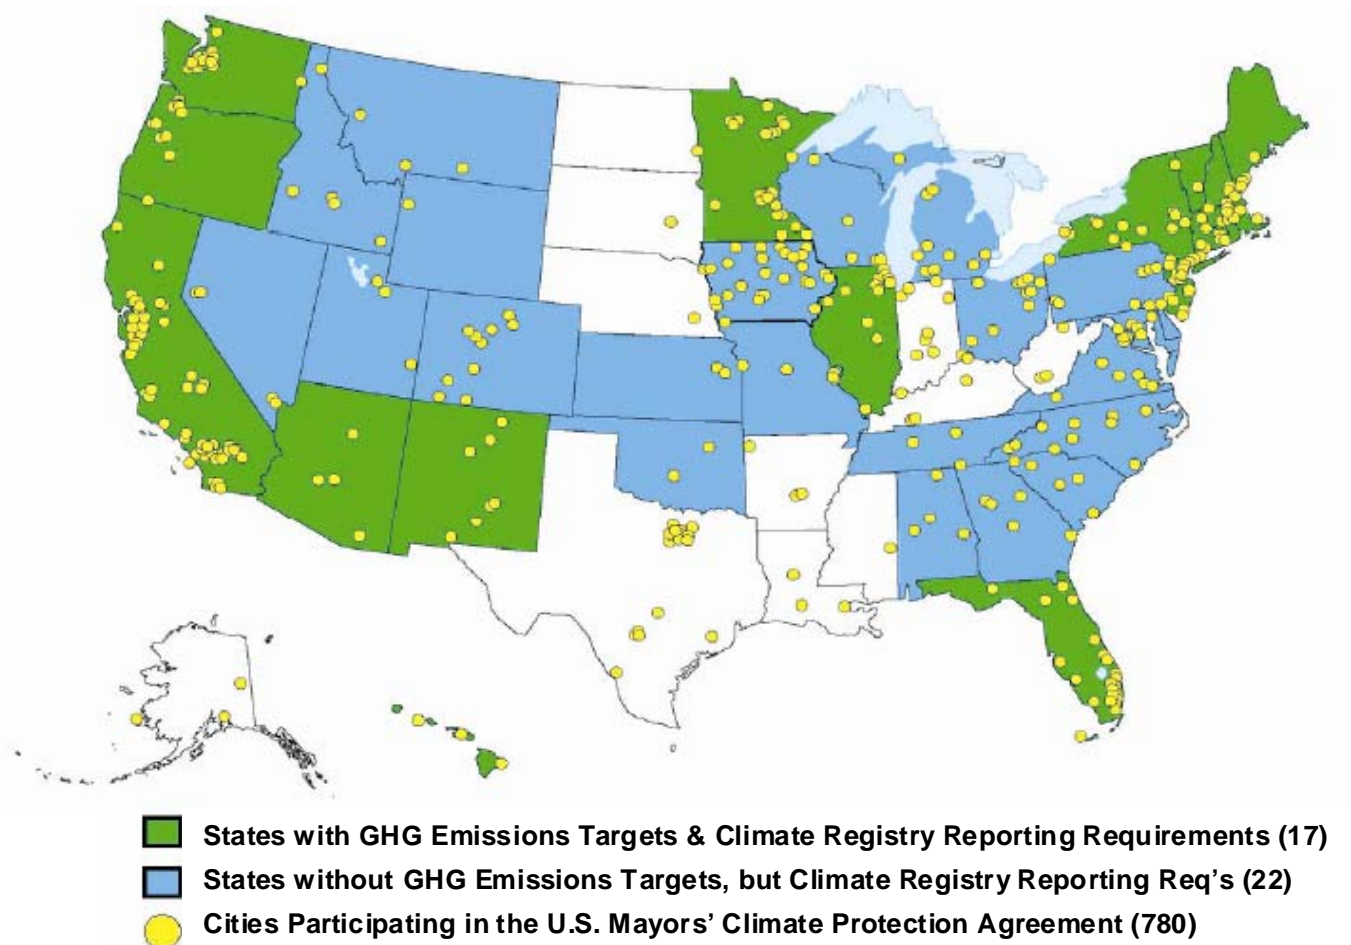 States with GHG Emissions Targets & Climate Registry Reporting Requirements (17)
States without GHG Emissions Targets, but Climate Registry Reporting Req's (22)
Cities Participating in the U.S. Mayors' Climate Protection Agreement (780)